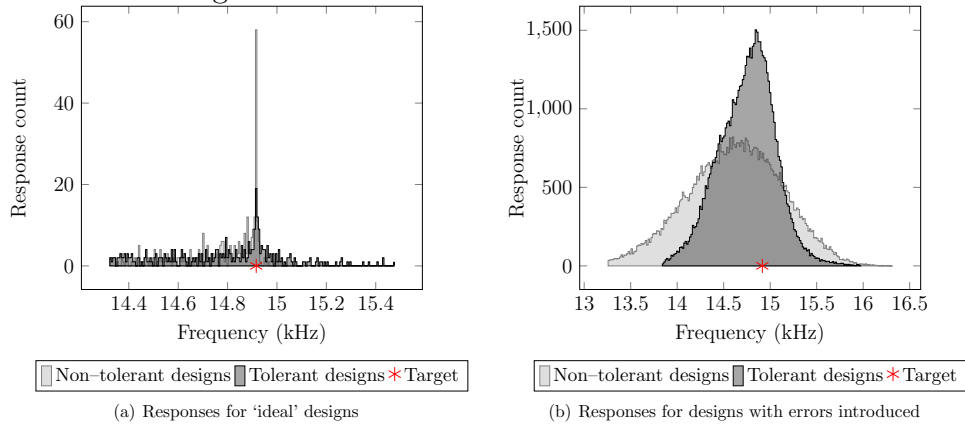 60
40
20
0
Response count
14.4 14.6 14.8 15 15.2 15.4
Frequency (kHz)
Non–tolerant designs Tolerant designs Target
(a) Responses for ‘ideal’ designs
1,500
1,000
500
0
Response count
13 13.5 14 14.5 15 15.5 16 16.5
Frequency (kHz)
Non–tolerant designs Tolerant designs Target
(b) Responses for designs with errors introduced